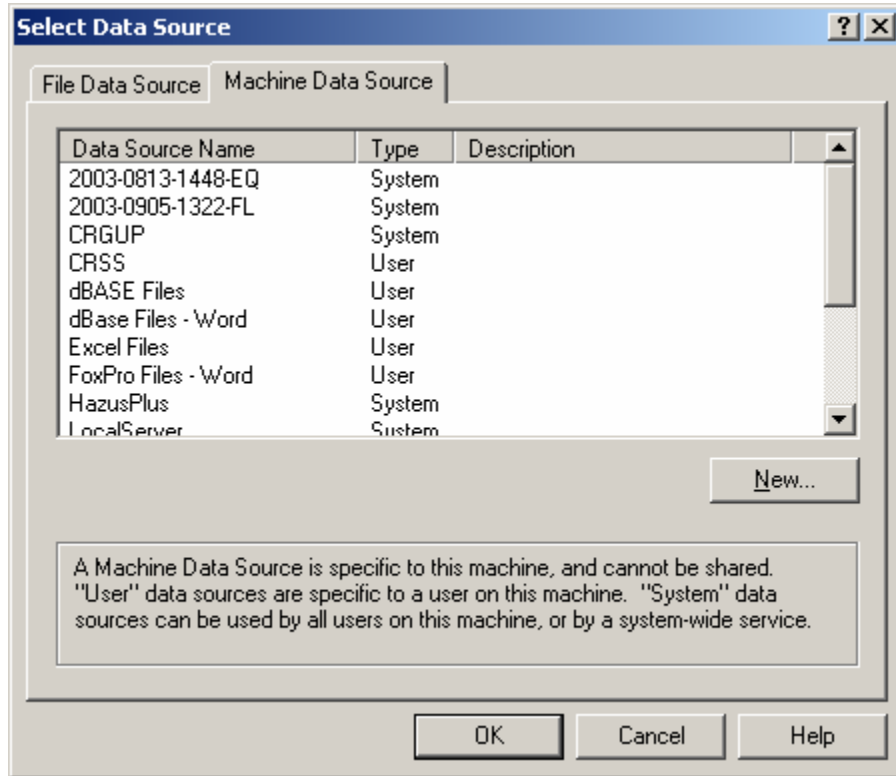 Select Data Source
File Data Source Machine Data Source
Data Source Name Type Description
2003-0813-1448-EQ System
2003-0905-1322-FL System
CRGUP System
CRSS User
dBASE Files User
dBase Files - Word User
Excel Files User
FoxPro Files - Word User
HazusPlus System
LocalServer System
New...
A Machine Data Source is specific to this machine, and cannot be shared.
"User" data sources are specific to a user on this machine. "System" data
sources can be used by all users on this machine, or by a system-wide service.
OK Cancel Help